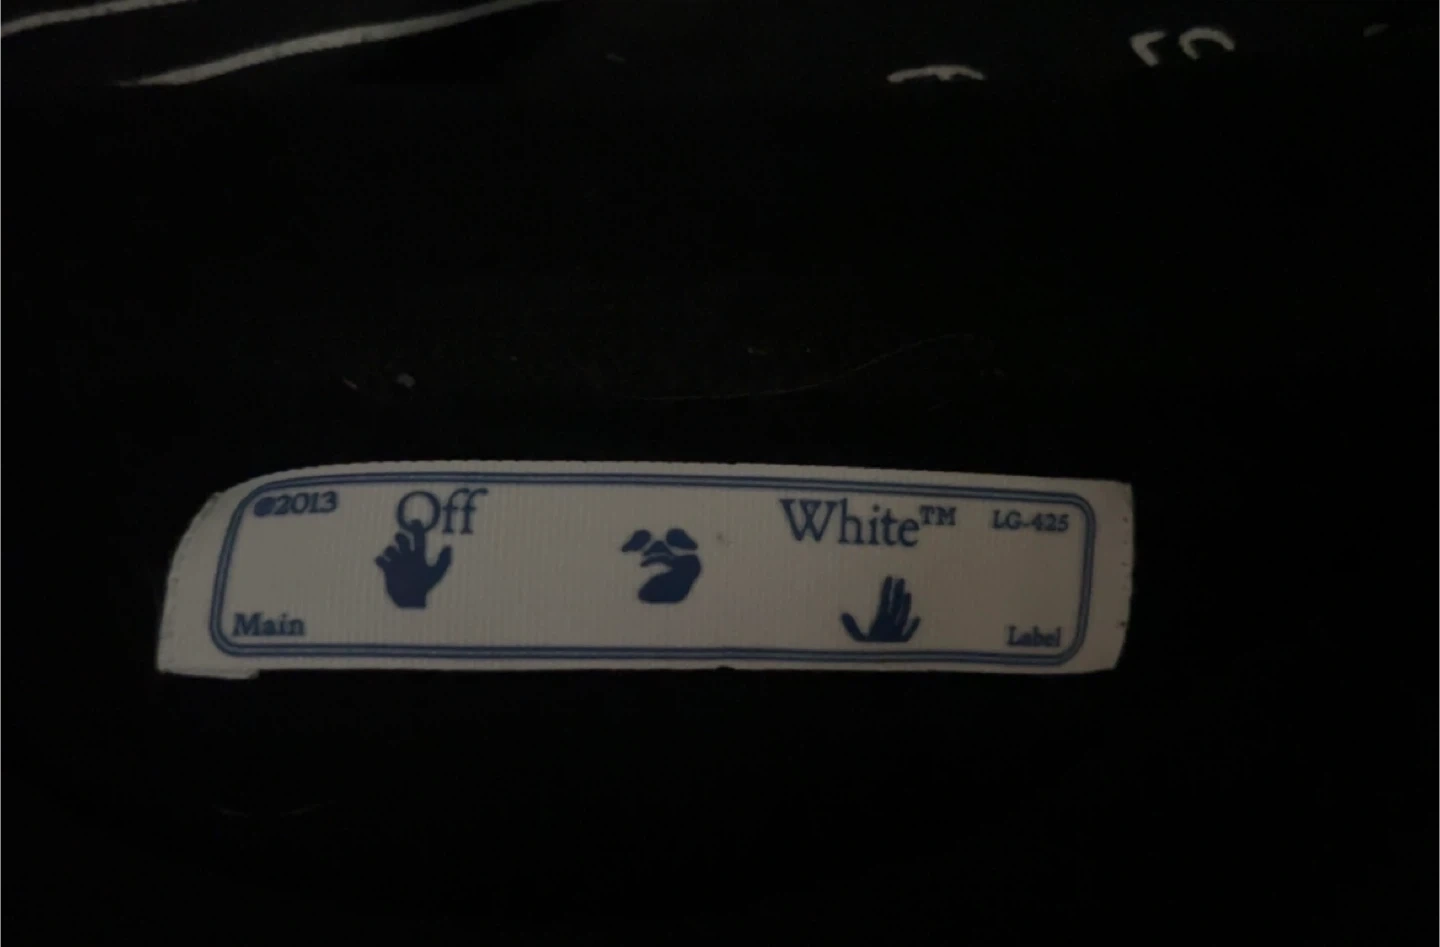 ©2013 Off White™ LG-425
Main Label